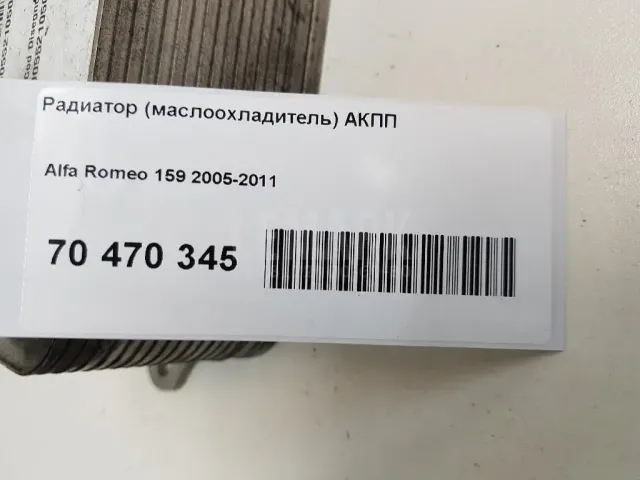 Радиатор (маслоохладитель) АКПП
Alfa Romeo 159 2005-2011
70 470 345